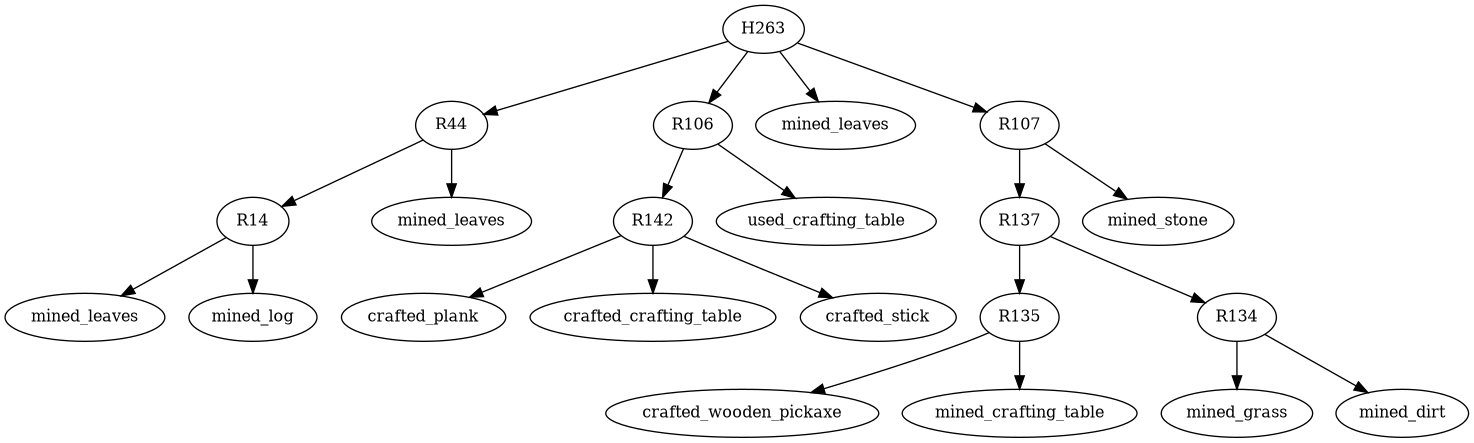 H263
R44
R106
mined_leaves
R107
R14
mined_leaves
R142
used_crafting_table
R137
mined_stone
mined_leaves
mined_log
crafted_plank
crafted_crafting_table
crafted_stick
R135
R134
crafted_wooden_pickaxe
mined_crafting_table
mined_grass
mined_dirt